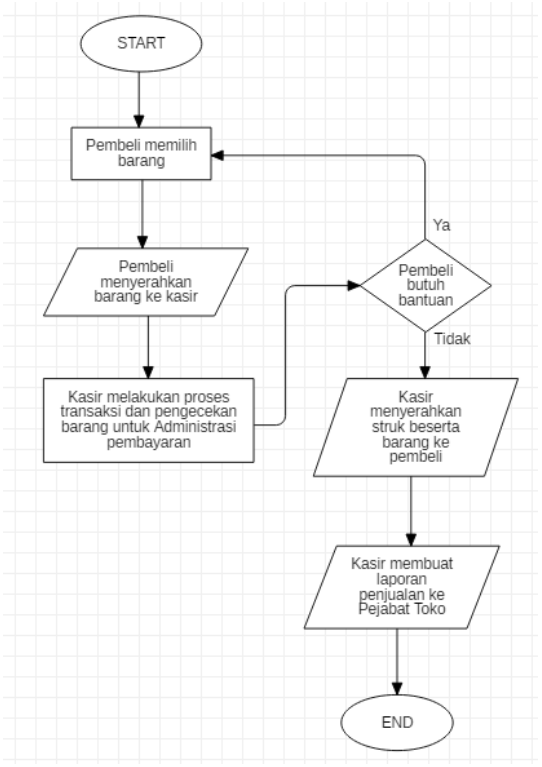 START
Pembeli memilih
barang
Pembeli
menyerahkan
barang ke kasir
Kasir melakukan proses
transaksi dan pengecekan
barang untuk Administrasi
pembayaran
Ya
Pembeli
butuh
bantuan
Tidak
Kasir
menyerahkan
struk beserta
barang ke
pembeli
Kasir membuat
laporan
penjualan ke
Pejabat Toko
END